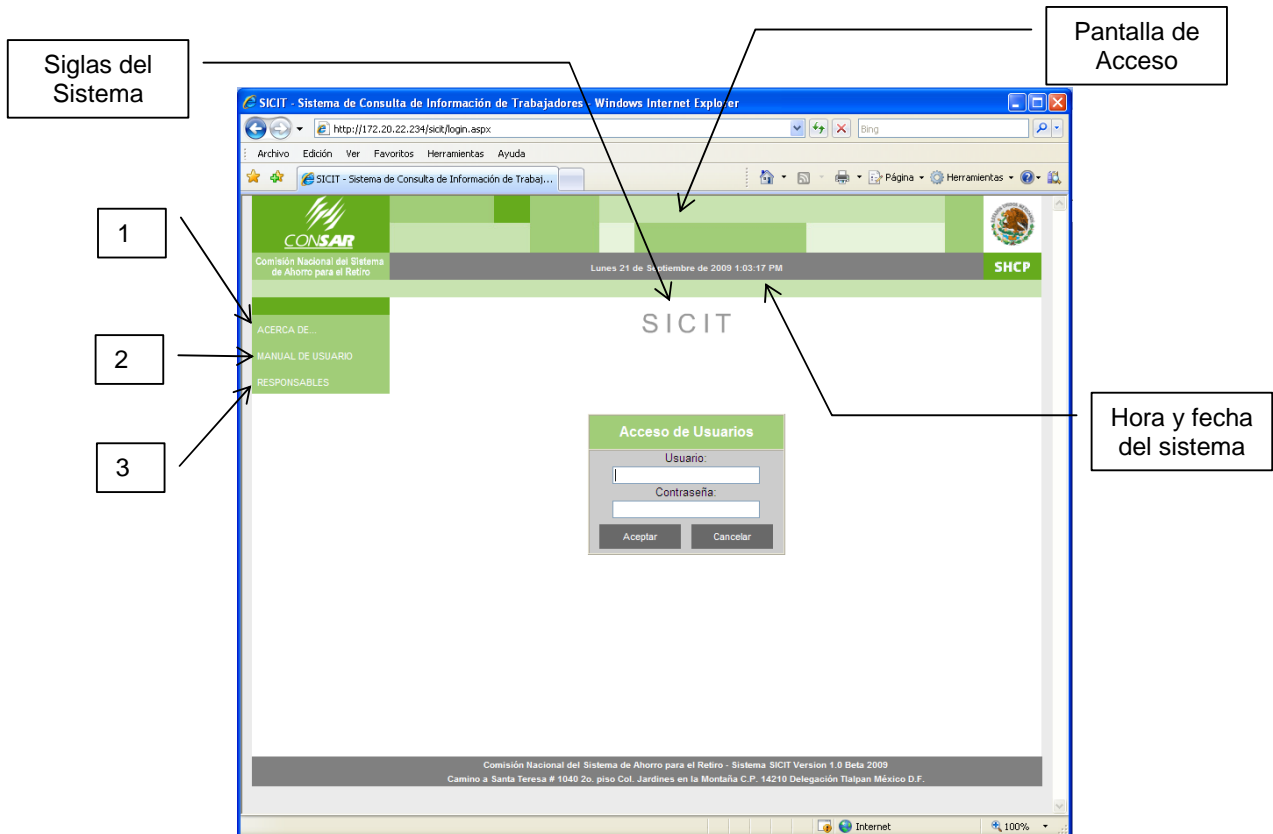 Pantalla de
Acceso
Siglas del
Sistema
SICIT - Sistema de Consulta de Información de Trabajadores - Windows Internet Explorer
http://172.20.22.234/sicit/login.aspx
Bing
Archivo Edición Ver Favoritos Herramientas Ayuda
SICIT - Sistema de Consulta de Información de Trabaj...
Página Herramientas
CONSAR
Comisión Nacional del Sistema
de Ahorro para el Retiro
Lunes 21 de Septiembre de 2009 1:03:17 PM
SHCP
SICIT
1
ACERCA DE...
2
MANUAL DE USUARIO
RESPONSABLES
3
Hora y fecha
del sistema
Acceso de Usuarios
Usuario:
Contraseña:
Aceptar Cancelar
Comisión Nacional del Sistema de Ahorro para el Retiro - Sistema SICIT Version 1.0 Beta 2009
Camino a Santa Teresa # 1040 2o. piso Col. Jardines en la Montaña C.P. 14210 Delegación Tlalpan México D.F.
Internet
100%